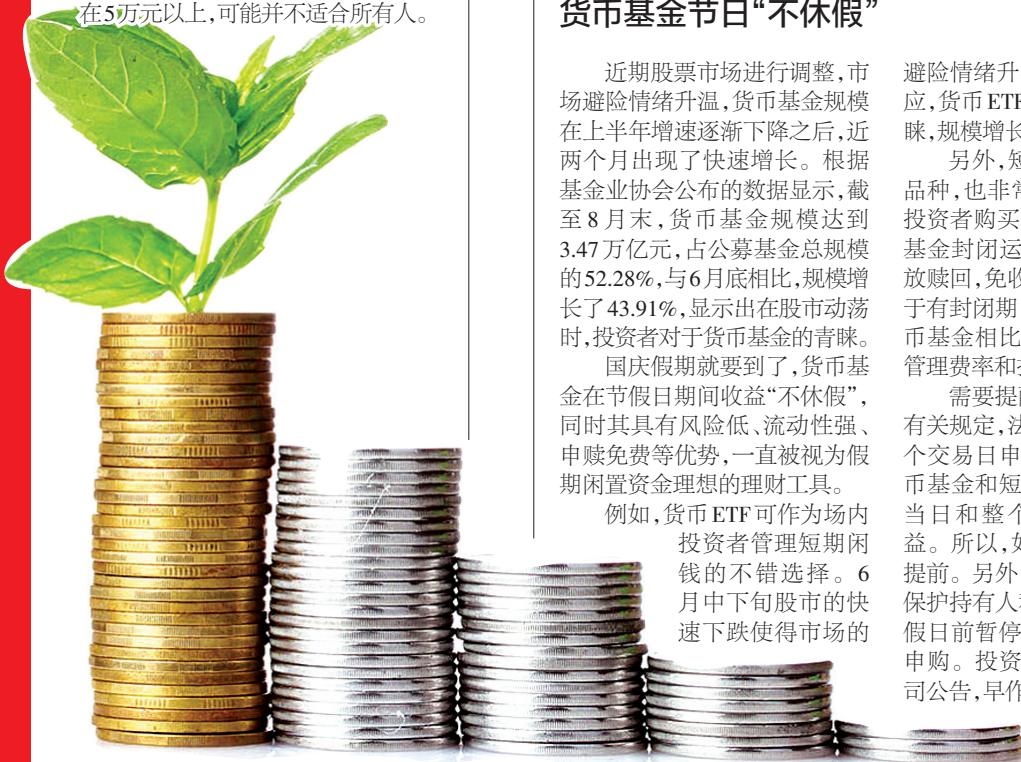 在5万元以上,可能并不适合所有人。
货币基金节日“不休假”
近期股票市场进行调整,市
场避险情绪升温,货币基金规模
在上半年增速逐渐下降之后,近
两个月出现了快速增长。根据
基金业协会公布的数据显示,截
至8月末,货币基金规模达到
3.47万亿元,占公募基金总规模
的52.28%,与6月底相比,规模增
长了43.91%,显示出在股市动荡
时,投资者对于货币基金的青睐。
国庆假期就要到了,货币基
金在节假日期间收益“不休假”,
同时其具有风险低、流动性强、
申赎免费等优势,一直被视为假
期闲置资金理想的理财工具。
例如,货币ETF可作为场内
投资者管理短期闲
钱的不错选择。6
月中下旬股市的快
速下跌使得市场的
避险情绪升
应,货币ETF
睐,规模增长
另外,短
品种,也非常
投资者购买
基金封闭运
放赎回,免收
于有封闭期
币基金相比
管理费率和
需要提
有关规定,法
个交易日申
币基金和短
当日和整个
益。所以,如
提前。另外
保护持有人
假日前暂停
申购。投资
司公告,早作